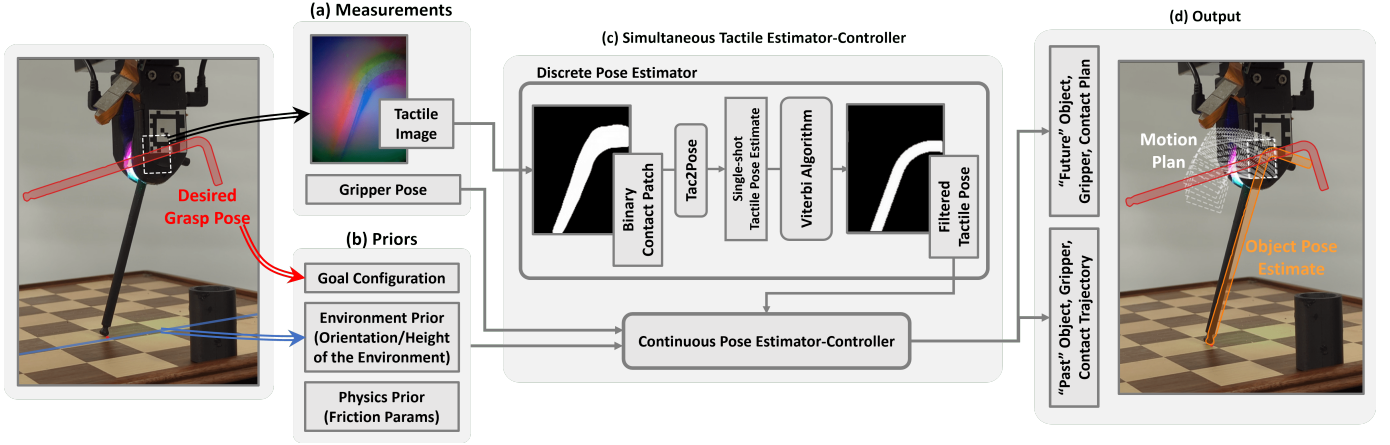 (a) Measurements
Tactile
Image
Gripper Pose
Desired
Grasp Pose
(b) Priors
Goal Configuration
Environment Prior
(Orientation/Height
of the Environment)
Physics Prior
(Friction Params)
(c) Simultaneous Tactile Estimator-Controller
Discrete Pose Estimator
Binary
Contact Patch
Tac2Pose
Single-shot
Tactile Pose Estimate
Viterbi Algorithm
Filtered
Tactile Pose
Continuous Pose Estimator-Controller
(d) Output
“Future” Object,
Gripper, Contact Plan
“Past” Object, Gripper,
Contact Trajectory
Motion
Plan
Object Pose
Estimate